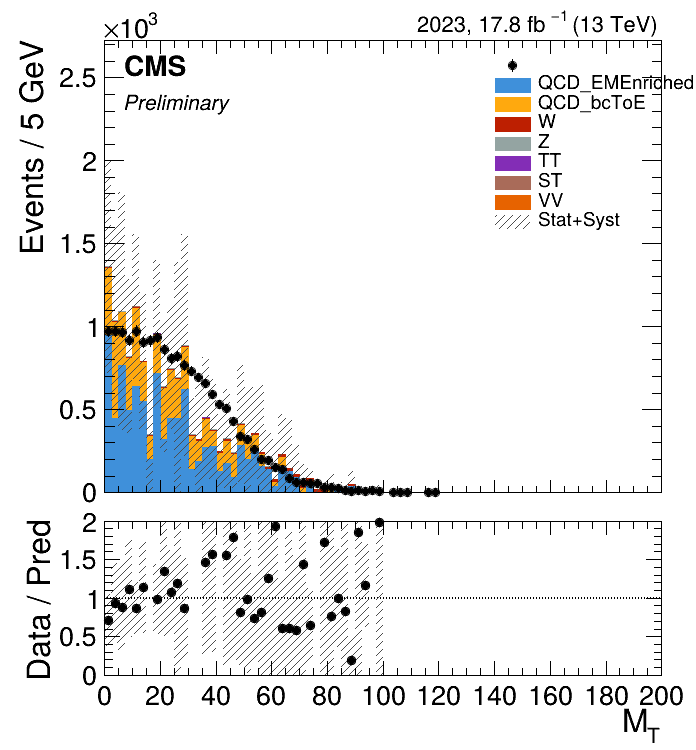 ×10³
2023, 17.8 fb⁻¹ (13 TeV)
CMS
Preliminary
QCD_EMEnriched
QCD_bcToE
W
Z
TT
ST
VV
Stat+Syst
Events / 5 GeV
2.5
2
1.5
1
0.5
0
Data / Pred
2
1.5
1
0.5
0
0 20 40 60 80 100 120 140 160 180 200
M_T